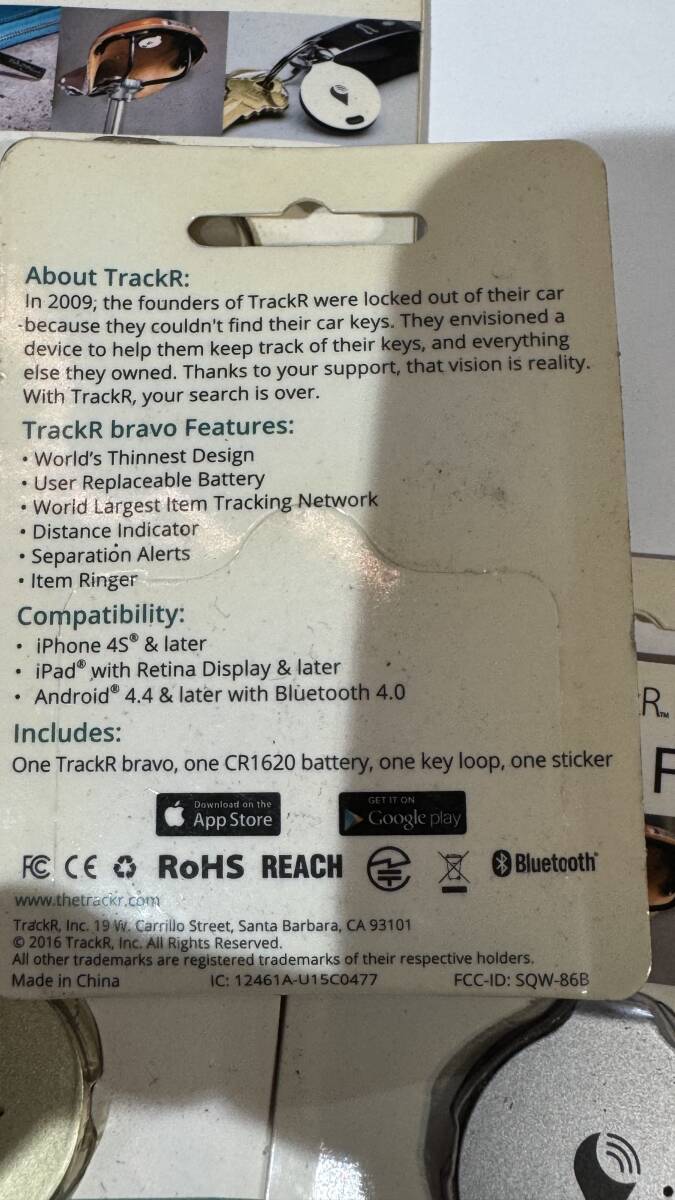 About TrackR:
In 2009; the founders of TrackR were locked out of their car
because they couldn't find their car keys. They envisioned a
device to help them keep track of their keys, and everything
else they owned. Thanks to your support, that vision is reality.
With TrackR, your search is over.
TrackR bravo Features:
• World's Thinnest Design
• User Replaceable Battery
• World Largest Item Tracking Network
• Distance Indicator
• Separation Alerts
• Item Ringer
Compatibility:
• iPhone 4S® & later
• iPad® with Retina Display & later
• Android® 4.4 & later with Bluetooth 4.0
Includes:
One TrackR bravo, one CR1620 battery, one key loop, one sticker
Download on the
App Store
GET IT ON
Google play
FC CE RoHS REACH Bluetooth®
www.thetrackr.com
TrackR, Inc. 19 W. Carrillo Street, Santa Barbara, CA 93101
© 2016 TrackR, Inc. All Rights Reserved.
All other trademarks are registered trademarks of their respective holders.
Made in China IC: 12461A-U15C0477 FCC-ID: SQW-86B
R™